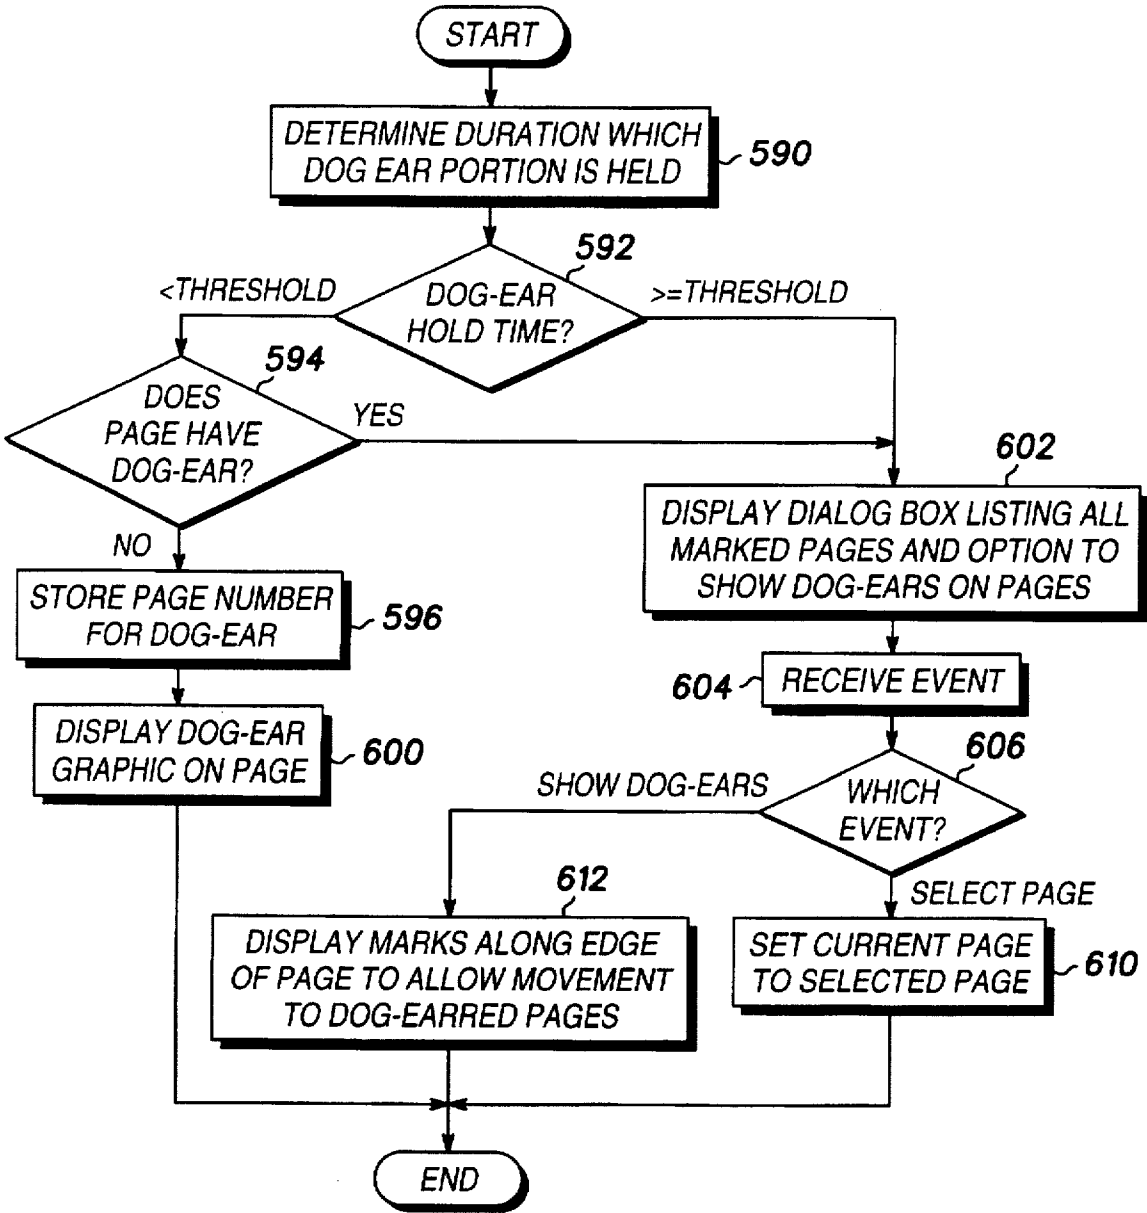 START
DETERMINE DURATION WHICH
DOG EAR PORTION IS HELD
590
592
<THRESHOLD
DOG-EAR
HOLD TIME?
>=THRESHOLD
594
DOES
PAGE HAVE
DOG-EAR?
YES
NO
602
DISPLAY DIALOG BOX LISTING ALL
MARKED PAGES AND OPTION TO
SHOW DOG-EARS ON PAGES
STORE PAGE NUMBER
FOR DOG-EAR
596
604
RECEIVE EVENT
DISPLAY DOG-EAR
GRAPHIC ON PAGE
600
606
SHOW DOG-EARS
WHICH
EVENT?
612
SELECT PAGE
DISPLAY MARKS ALONG EDGE
OF PAGE TO ALLOW MOVEMENT
TO DOG-EARRED PAGES
SET CURRENT PAGE
TO SELECTED PAGE
610
END